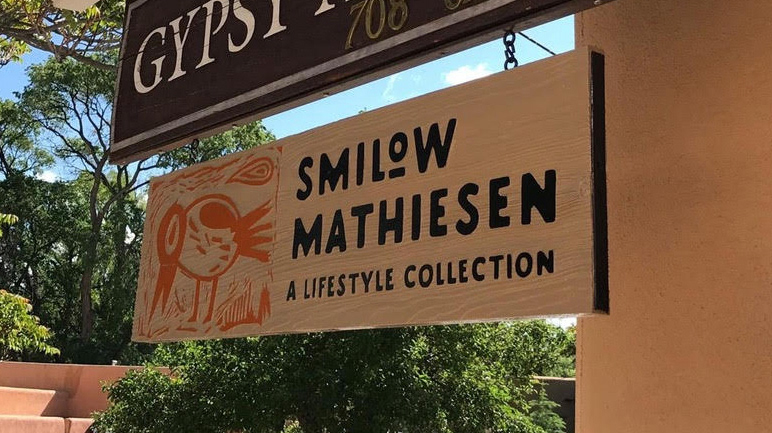 GYPSY
708
SMILOW
MATHIESEN
A LIFESTYLE COLLECTION